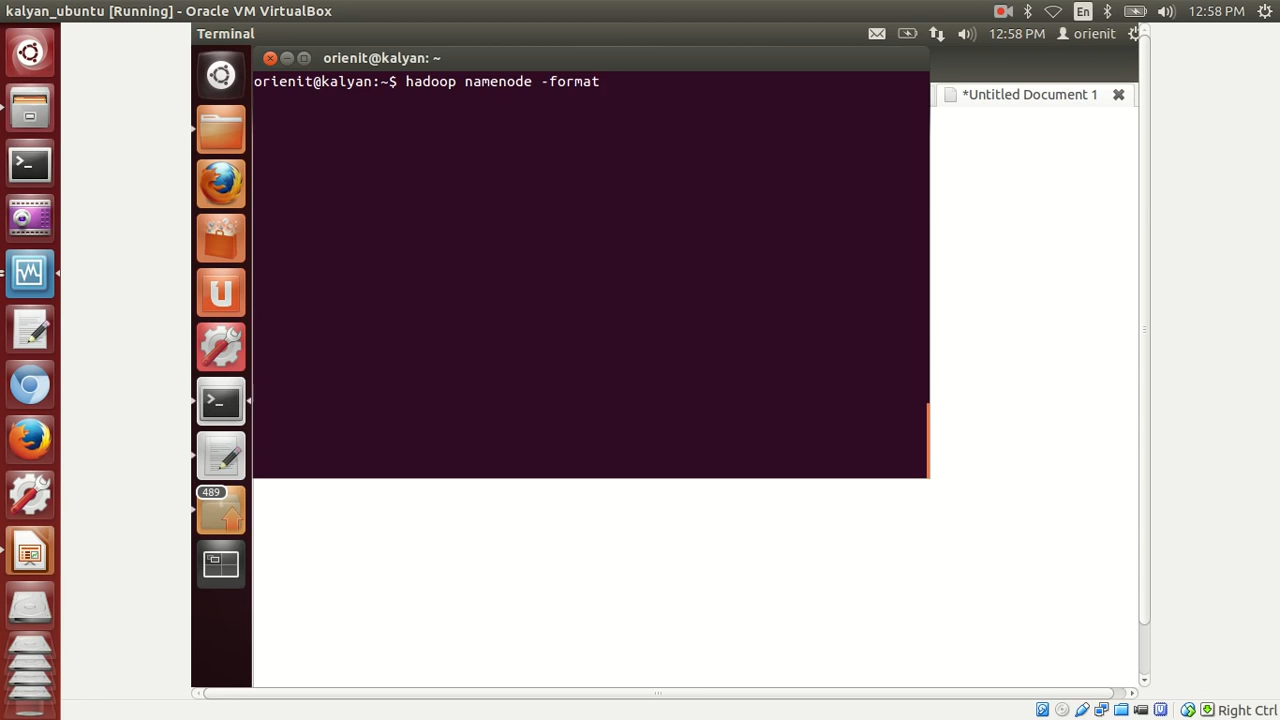 kalyan_ubuntu [Running] - Oracle VM VirtualBox
En
12:58 PM
Terminal
12:58 PM
orienit
orienit@kalyan: ~
orienit@kalyan:~$ hadoop namenode -format
*Untitled Document 1
489
Right Ctrl